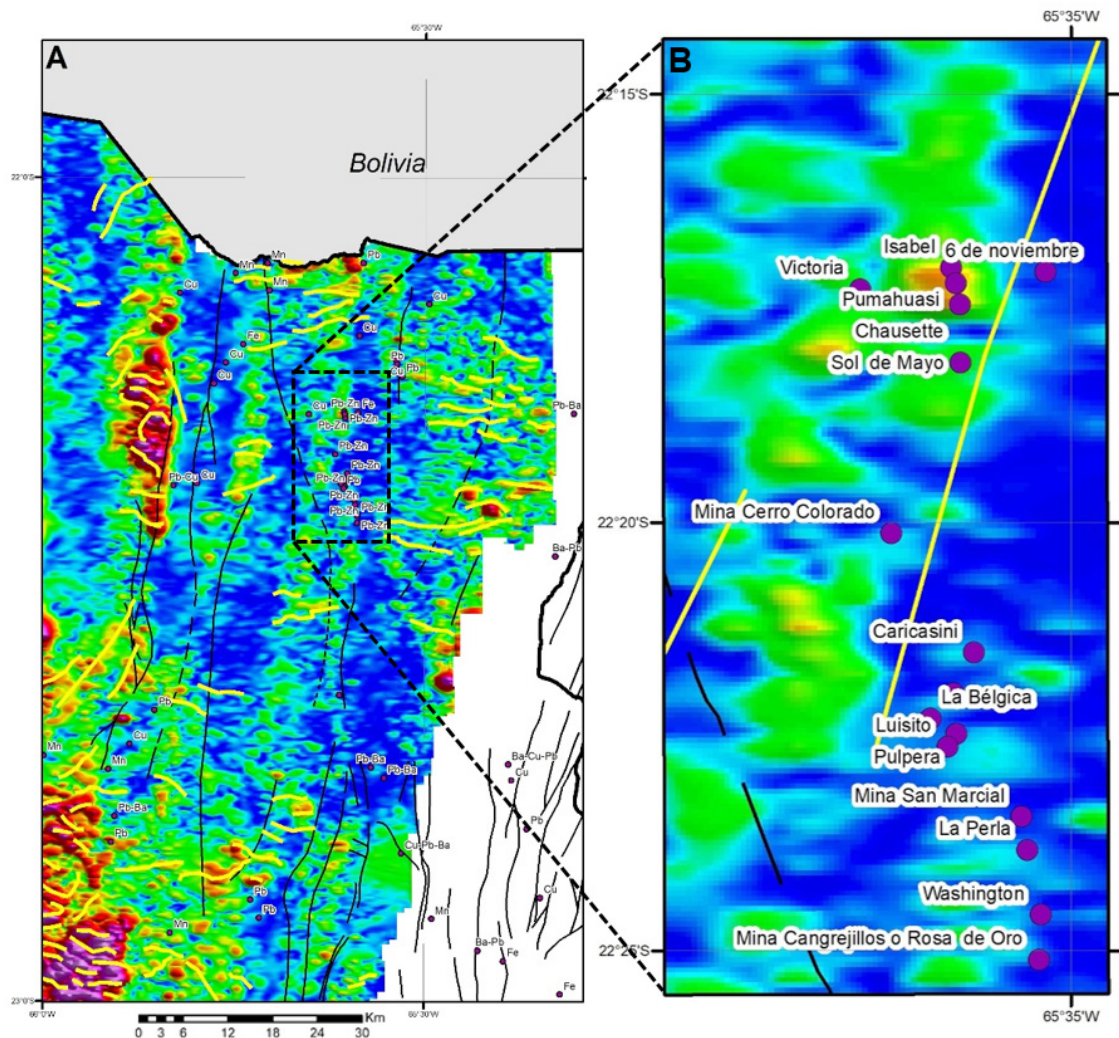 65°30'W
65°35'W
A
B
22°15'S
Bolivia
22°0'S
Mn
Pb
Mn
Mn
Cu
Cu
Cu
Fe
Pb
Cu
Cu
Cu
Pb
Pb-Ba
Cu
Pb-Zn
Fe
Pb-Zn
Pb-Zn
Pb-Zn
Pb-Zn
Pb-Cu
Cu
Pb-Zn
Pb
Pb-Zn
Pb-Zn
Ba-Pb
Isabel
6 de noviembre
Victoria
Pumahuasi
Chausette
Sol de Mayo
22°20'S
Mina Cerro Colorado
Caricasini
La Bélgica
Luisito
Pulpera
Mina San Marcial
La Perla
Washington
22°25'S
Mina Cangrejillos o Rosa de Oro
Pb
Cu
Mn
Mn
Pb-Ba
Pb-Ba
Ba-Cu-Pb
Cu
Pb-Ba
Pb
Pb
Cu-Pb-Ba
Pb
Pb
Cu
Mn
Mn
Ba-Pb
Fe
Fe
23°0'S
66°0'W
65°30'W
65°35'W
Km
0 3 6 12 18 24 30